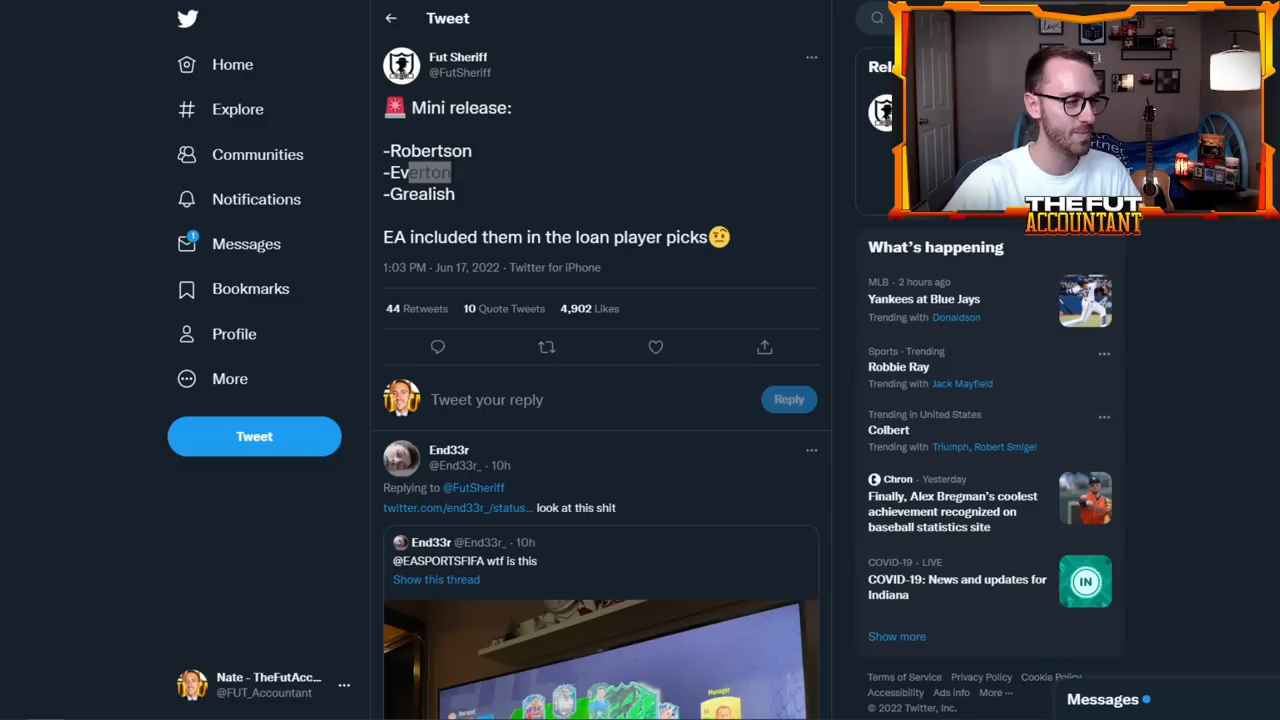 Tweet
Fut Sheriff
@FutSheriff
Mini release:
-Robertson
-Everton
-Grealish
EA included them in the loan player picks
1:03 PM · Jun 17, 2022 · Twitter for iPhone
44 Retweets 10 Quote Tweets 4,902 Likes
Tweet your reply
Reply
End33r
@End33r_ · 10h
Replying to @FutSheriff
twitter.com/end33r_/status... look at this shit
End33r @End33r_ · 10h
@EASPORTSFIFA wtf is this
Show this thread
Manager
Home
Explore
Communities
Notifications
1
Messages
Bookmarks
Profile
More
Tweet
Nate - TheFutAcc...
@FUT_Accountant
Rel
THE FUT
ACCOUNTANT
What's happening
MLB · 2 hours ago
Yankees at Blue Jays
Trending with Donaldson
Sports · Trending
Robbie Ray
Trending with Jack Mayfield
Trending in United States
Colbert
Trending with Triumph, Robert Smigel
Chron · Yesterday
Finally, Alex Bregman's coolest
achievement recognized on
baseball statistics site
COVID-19 · LIVE
COVID-19: News and updates for
Indiana
IN
Show more
Terms of Service Privacy Policy Cookie Policy
Accessibility Ads info More ...
© 2022 Twitter, Inc.
Messages